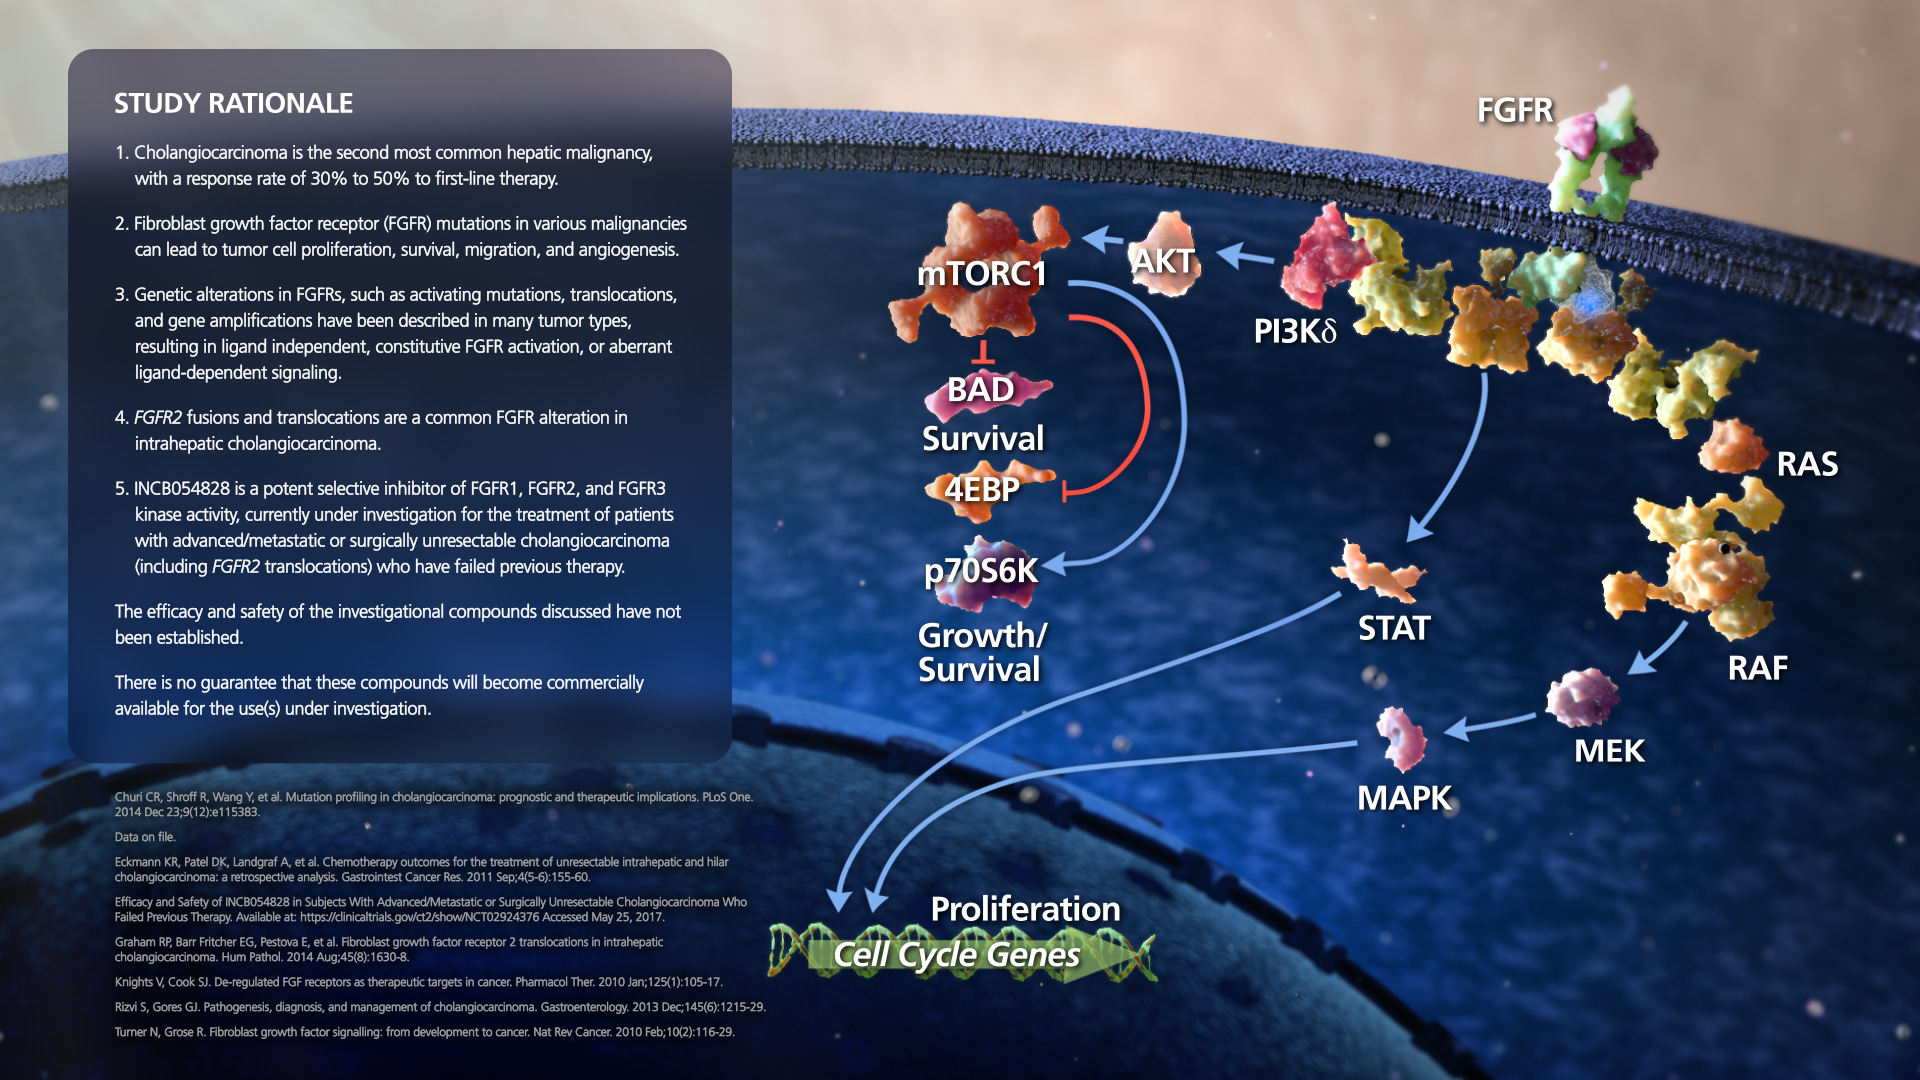 STUDY RATIONALE
1. Cholangiocarcinoma is the second most common hepatic malignancy,
with a response rate of 30% to 50% to first-line therapy.
2. Fibroblast growth factor receptor (FGFR) mutations in various malignancies
can lead to tumor cell proliferation, survival, migration, and angiogenesis.
3. Genetic alterations in FGFRs, such as activating mutations, translocations,
and gene amplifications have been described in many tumor types,
resulting in ligand independent, constitutive FGFR activation, or aberrant
ligand-dependent signaling.
4. FGFR2 fusions and translocations are a common FGFR alteration in
intrahepatic cholangiocarcinoma.
5. INCB054828 is a potent selective inhibitor of FGFR1, FGFR2, and FGFR3
kinase activity, currently under investigation for the treatment of patients
with advanced/metastatic or surgically unresectable cholangiocarcinoma
(including FGFR2 translocations) who have failed previous therapy.
The efficacy and safety of the investigational compounds discussed have not
been established.
There is no guarantee that these compounds will become commercially
available for the use(s) under investigation.
Churi CR, Shroff R, Wang Y, et al. Mutation profiling in cholangiocarcinoma: prognostic and therapeutic implications. PLoS One.
2014 Dec 23;9(12):e115383.
Data on file.
Eckmann KR, Patel DK, Landgraf A, et al. Chemotherapy outcomes for the treatment of unresectable intrahepatic and hilar
cholangiocarcinoma: a retrospective analysis. Gastrointest Cancer Res. 2011 Sep;4(5-6):155-60.
Efficacy and Safety of INCB054828 in Subjects With Advanced/Metastatic or Surgically Unresectable Cholangiocarcinoma Who
Failed Previous Therapy. Available at: https://clinicaltrials.gov/ct2/show/NCT02924376 Accessed May 25, 2017.
Graham RP, Barr Fritcher EG, Pestova E, et al. Fibroblast growth factor receptor 2 translocations in intrahepatic
cholangiocarcinoma. Hum Pathol. 2014 Aug;45(8):1630-8.
Knights V, Cook SJ. De-regulated FGF receptors as therapeutic targets in cancer. Pharmacol Ther. 2010 Jan;125(1):105-17.
Rizvi S, Gores GJ. Pathogenesis, diagnosis, and management of cholangiocarcinoma. Gastroenterology. 2013 Dec;145(6):1215-29.
Turner N, Grose R. Fibroblast growth factor signalling: from development to cancer. Nat Rev Cancer. 2010 Feb;10(2):116-29.
FGFR
mTORC1
AKT
PI3Kδ
BAD
Survival
4EBP
p70S6K
Growth/
Survival
RAS
RAF
STAT
MEK
MAPK
Proliferation
Cell Cycle Genes